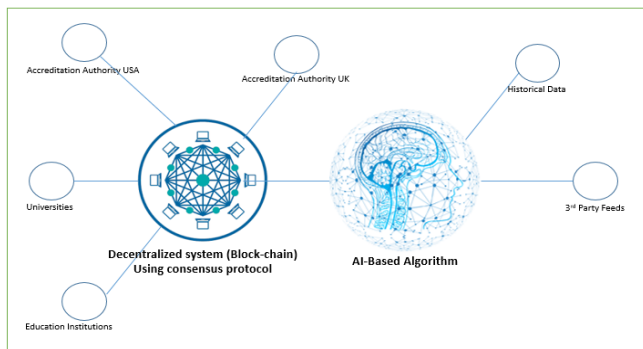 Accreditation Authority USA
Accreditation Authority UK
Historical Data
Universities
3rd Party Feeds
Decentralized system (Block-chain)
Using consensus protocol
AI-Based Algorithm
Education Institutions